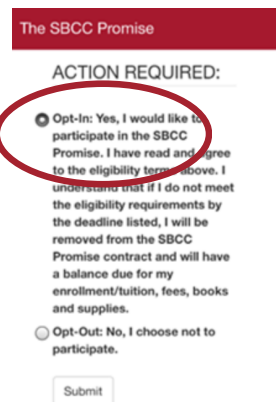 The SBCC Promise
ACTION REQUIRED:
Opt-In: Yes, I would like to
participate in the SBCC
Promise. I have read and agree
to the eligibility terms above. I
understand that if I do not meet
the eligibility requirements by
the deadline listed, I will be
removed from the SBCC
Promise contract and will have
a balance due for my
enrollment/tuition, fees, books
and supplies.
Opt-Out: No, I choose not to
participate.
Submit